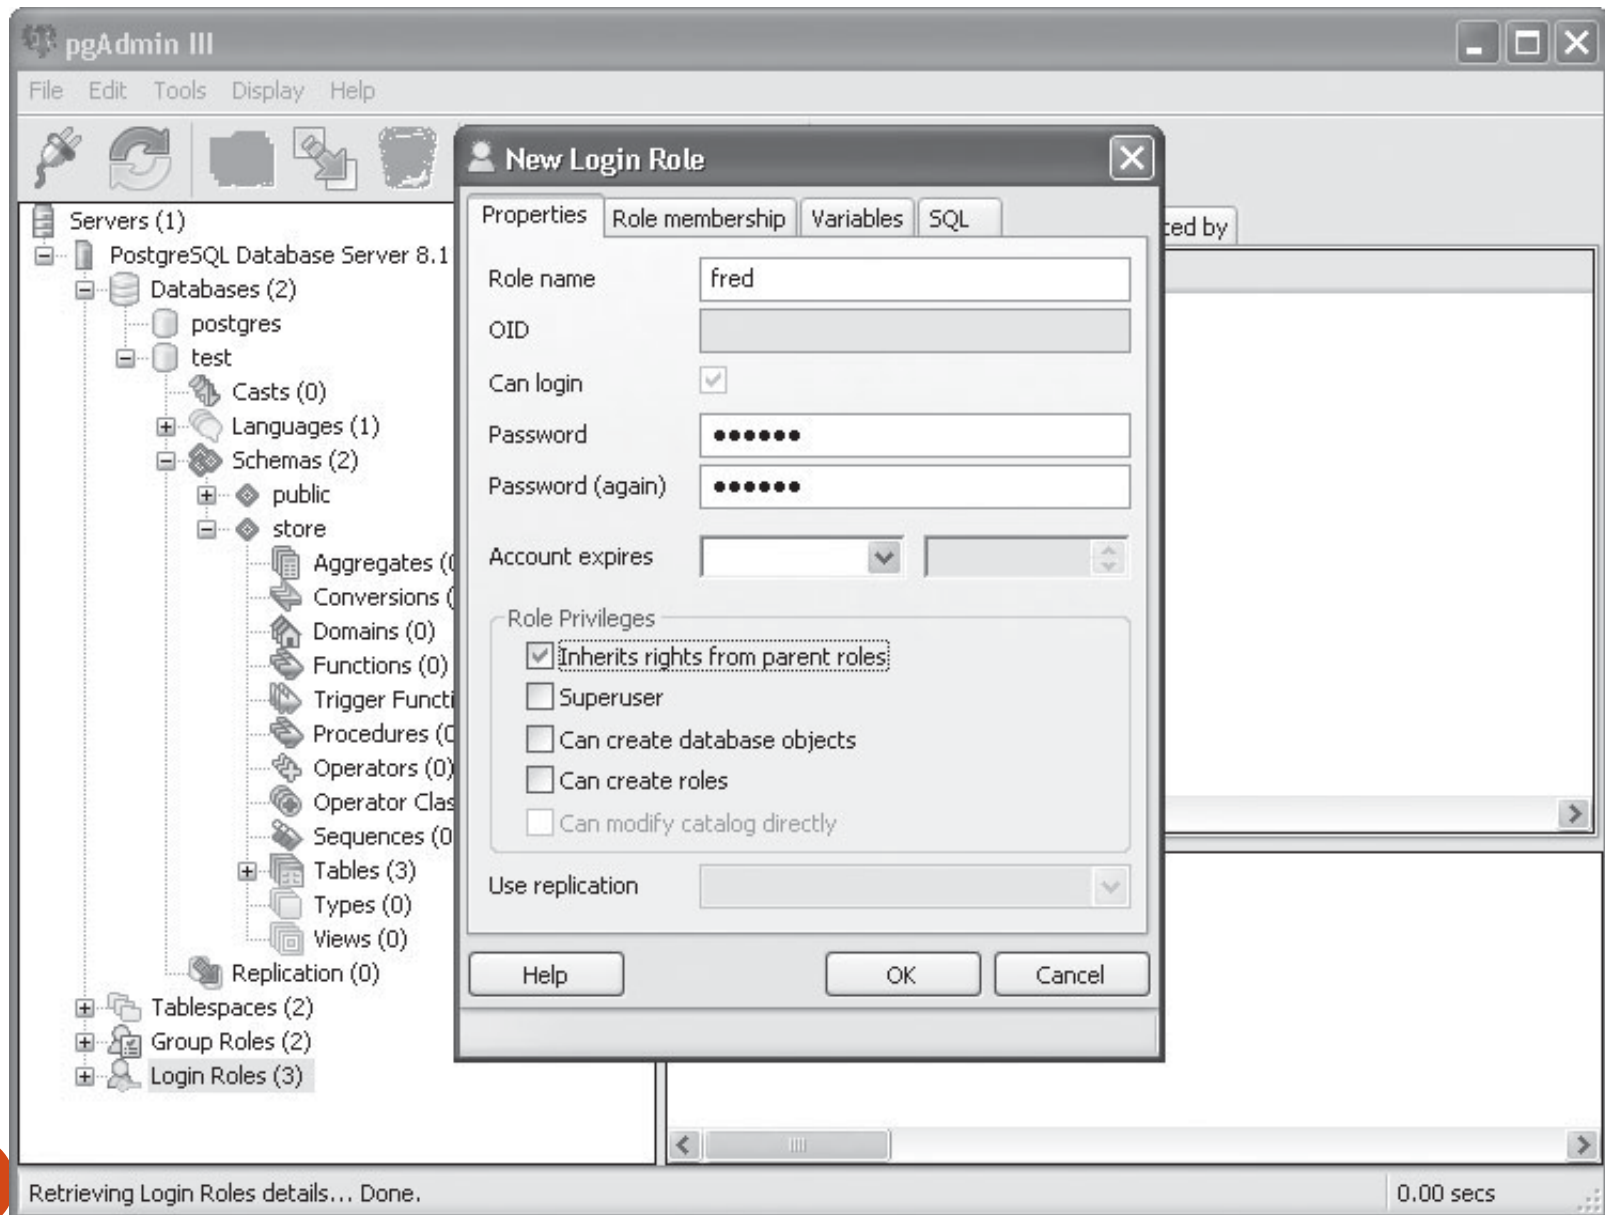 pgAdmin III
File Edit Tools Display Help
Servers (1)
PostgreSQL Database Server 8.1
Databases (2)
postgres
test
Casts (0)
Languages (1)
Schemas (2)
public
store
Aggregates (
Conversions (
Domains (0)
Functions (0)
Trigger Functi
Procedures (
Operators (0)
Operator Clas
Sequences (0
Tables (3)
Types (0)
Views (0)
Replication (0)
Tablespaces (2)
Group Roles (2)
Login Roles (3)
ted by
New Login Role
Properties Role membership Variables SQL
Role name fred
OID
Can login
Password ••••••
Password (again) ••••••
Account expires
Role Privileges
Inherits rights from parent roles
Superuser
Can create database objects
Can create roles
Can modify catalog directly
Use replication
Help OK Cancel
Retrieving Login Roles details... Done. 0.00 secs